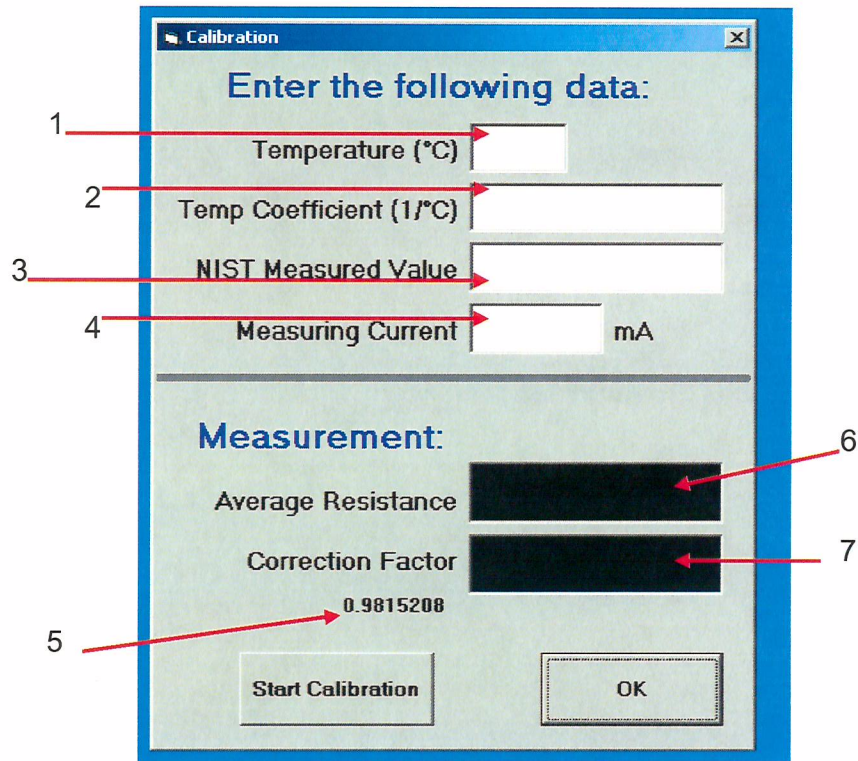 Calibration
Enter the following data:
1
Temperature (°C)
2
Temp Coefficient (1/°C)
3
NIST Measured Value
4
Measuring Current mA
Measurement:
6
Average Resistance
7
Correction Factor
0.9815208
5
Start Calibration OK